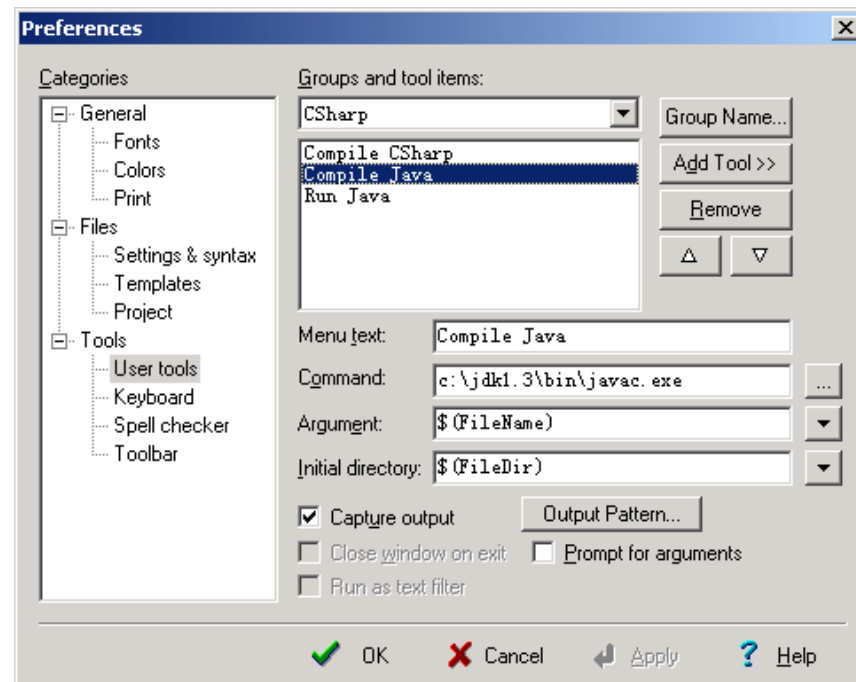 Preferences
Categories
General
Fonts
Colors
Print
Files
Settings & syntax
Templates
Project
Tools
User tools
Keyboard
Spell checker
Toolbar
Groups and tool items:
CSharp
Group Name...
Compile CSharp
Compile Java
Run Java
Add Tool >>
Remove
Menu text: Compile Java
Command: c:\jdk1.3\bin\javac.exe ...
Argument: $(FileName)
Initial directory: $(FileDir)
Capture output Output Pattern...
Close window on exit Prompt for arguments
Run as text filter
OK Cancel Apply Help